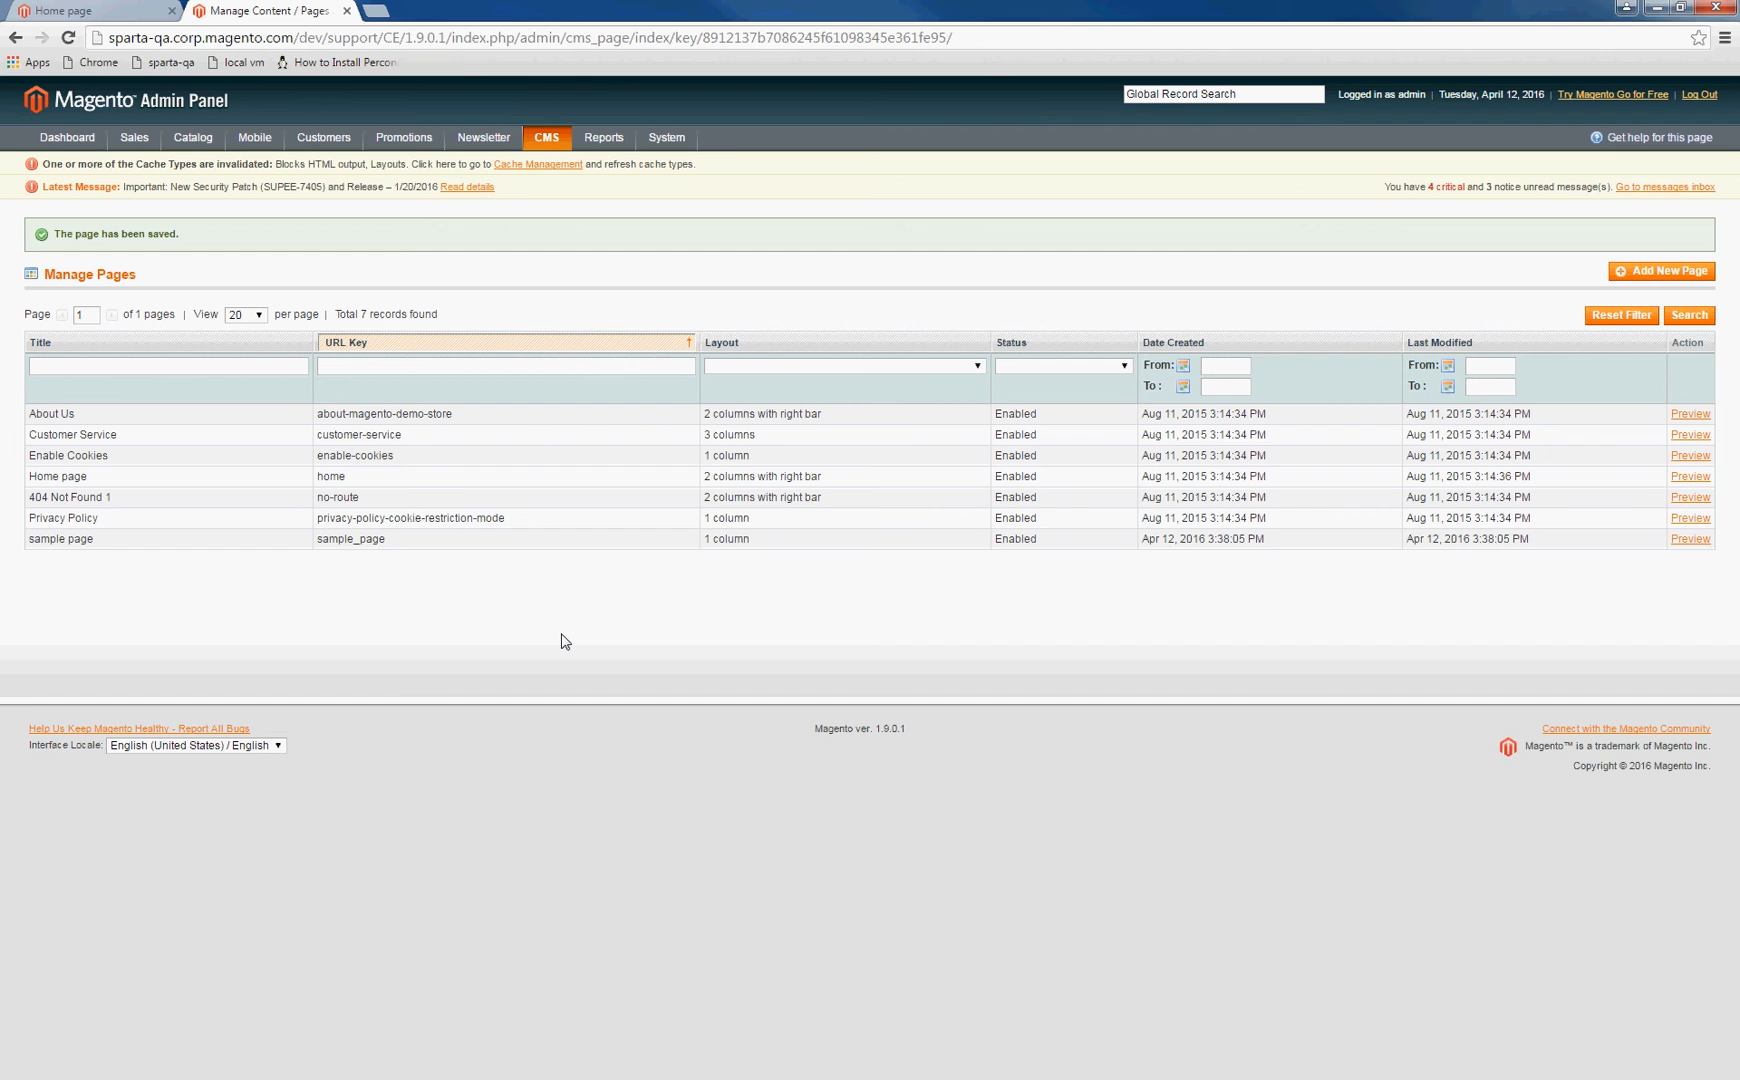 Home page
Manage Content / Pages
sparta-qa.corp.magento.com/dev/support/CE/1.9.0.1/index.php/admin/cms_page/index/key/8912137b7086245f61098345e361fe95/
Apps Chrome sparta-qa local vm How to Install Percon
Magento™ Admin Panel
Global Record Search
Logged in as admin | Tuesday, April 12, 2016 | Try Magento Go for Free | Log Out
Dashboard Sales Catalog Mobile Customers Promotions Newsletter CMS Reports System
Get help for this page
One or more of the Cache Types are invalidated: Blocks HTML output, Layouts. Click here to go to Cache Management and refresh cache types.
Latest Message: Important: New Security Patch (SUPEE-7405) and Release – 1/20/2016 Read details
You have 4 critical and 3 notice unread message(s). Go to messages inbox
The page has been saved.
Manage Pages
Add New Page
Page 1 of 1 pages | View 20 per page | Total 7 records found
Reset Filter Search
Title URL Key Layout Status Date Created Last Modified Action
From: From:
To : To :
About Us about-magento-demo-store 2 columns with right bar Enabled Aug 11, 2015 3:14:34 PM Aug 11, 2015 3:14:34 PM Preview
Customer Service customer-service 3 columns Enabled Aug 11, 2015 3:14:34 PM Aug 11, 2015 3:14:34 PM Preview
Enable Cookies enable-cookies 1 column Enabled Aug 11, 2015 3:14:34 PM Aug 11, 2015 3:14:34 PM Preview
Home page home 2 columns with right bar Enabled Aug 11, 2015 3:14:34 PM Aug 11, 2015 3:14:36 PM Preview
404 Not Found 1 no-route 2 columns with right bar Enabled Aug 11, 2015 3:14:34 PM Aug 11, 2015 3:14:34 PM Preview
Privacy Policy privacy-policy-cookie-restriction-mode 1 column Enabled Aug 11, 2015 3:14:34 PM Aug 11, 2015 3:14:34 PM Preview
sample page sample_page 1 column Enabled Apr 12, 2016 3:38:05 PM Apr 12, 2016 3:38:05 PM Preview
Help Us Keep Magento Healthy - Report All Bugs
Interface Locale: English (United States) / English
Magento ver. 1.9.0.1
Connect with the Magento Community
Magento™ is a trademark of Magento Inc.
Copyright © 2016 Magento Inc.